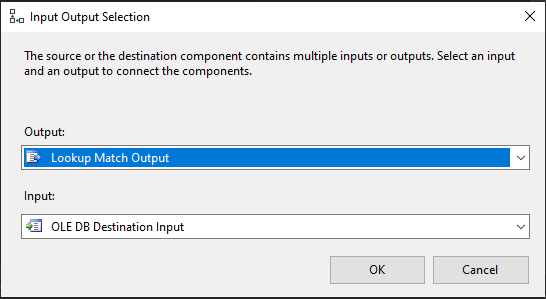 Input Output Selection
The source or the destination component contains multiple inputs or outputs. Select an input
and an output to connect the components.
Output:
Lookup Match Output
Input:
OLE DB Destination Input
OK
Cancel